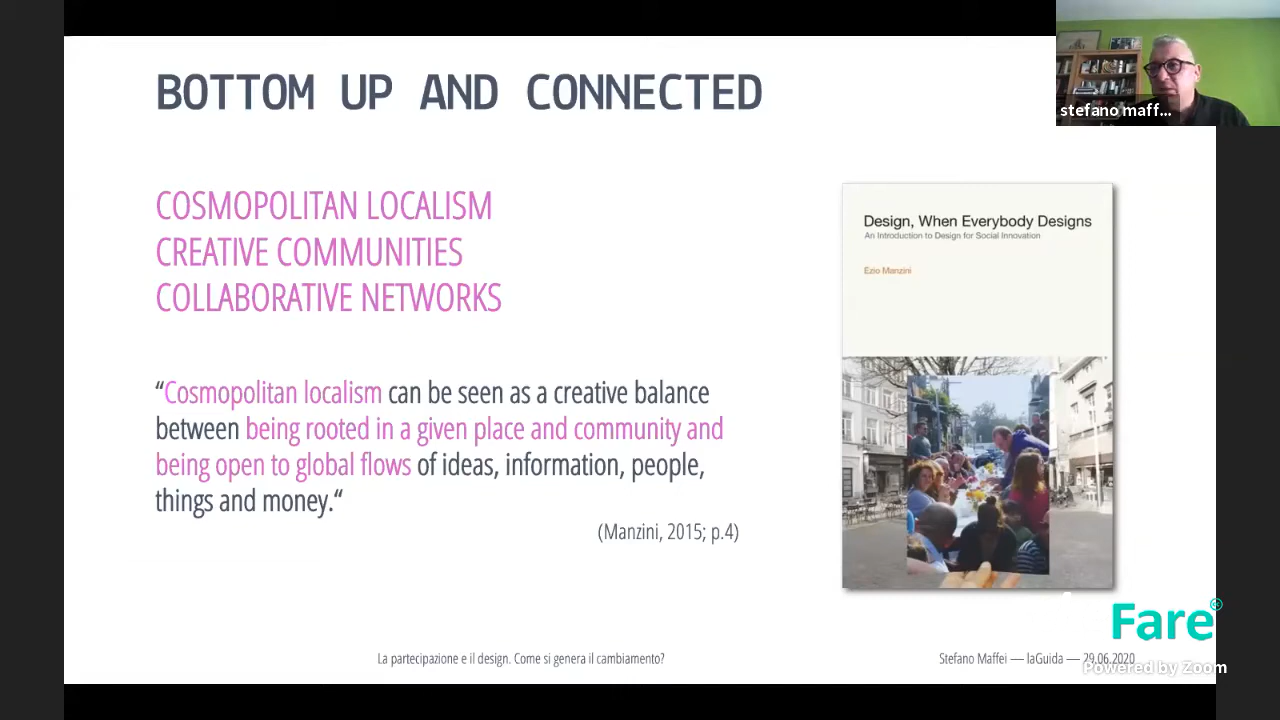 BOTTOM UP AND CONNECTED
stefano maff...
COSMOPOLITAN LOCALISM
CREATIVE COMMUNITIES
COLLABORATIVE NETWORKS
Design, When Everybody Designs
An Introduction to Design for Social Innovation
Ezio Manzini
“Cosmopolitan localism can be seen as a creative balance
between being rooted in a given place and community and
being open to global flows of ideas, information, people,
things and money.“
(Manzini, 2015; p.4)
Fare
La partecipazione e il design. Come si genera il cambiamento?
Stefano Maffei — laGuida — 29.06.2020
Powered by Zoom